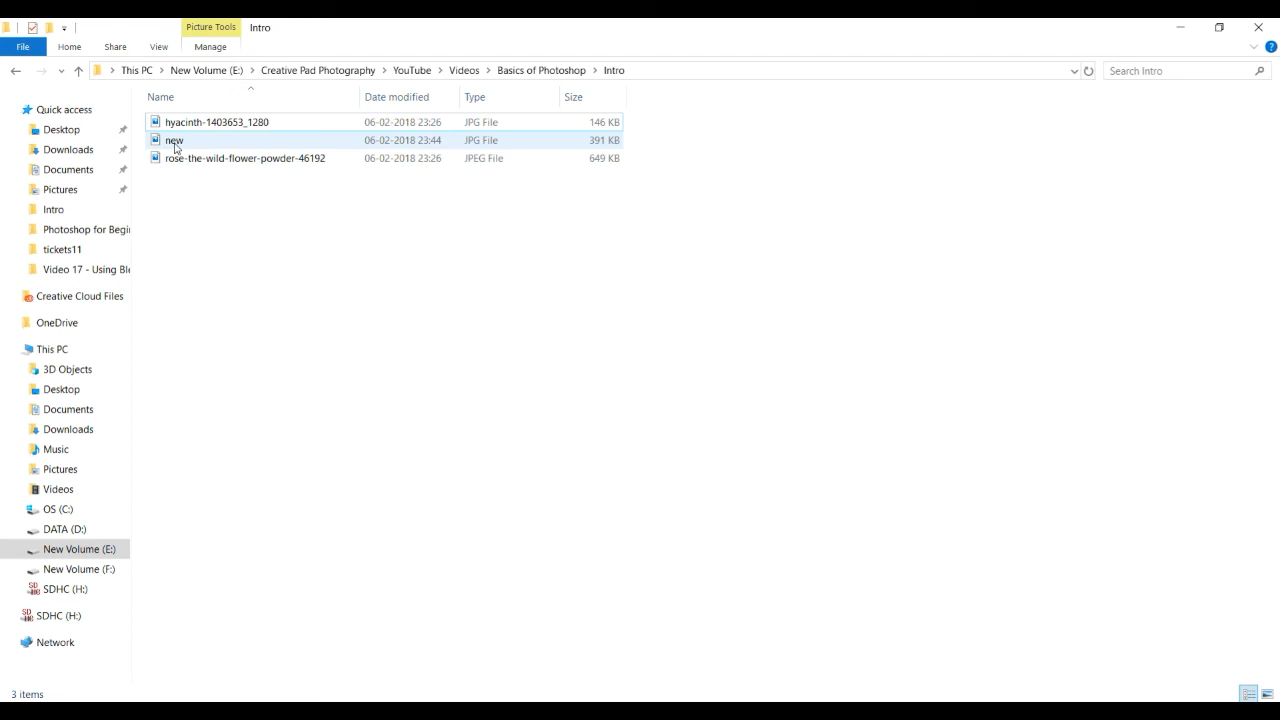 Picture Tools Intro
File Home Share View Manage
This PC New Volume (E:) Creative Pad Photography YouTube Videos Basics of Photoshop Intro Search Intro
Name Date modified Type Size
hyacinth-1403653_1280 06-02-2018 23:26 JPG File 146 KB
new 06-02-2018 23:44 JPG File 391 KB
rose-the-wild-flower-powder-46192 06-02-2018 23:26 JPEG File 649 KB
Quick access
Desktop
Downloads
Documents
Pictures
Intro
Photoshop for Begi
tickets11
Video 17 - Using Ble
Creative Cloud Files
OneDrive
This PC
3D Objects
Desktop
Documents
Downloads
Music
Pictures
Videos
OS (C:)
DATA (D:)
New Volume (E:)
New Volume (F:)
SDHC (H:)
SDHC (H:)
Network
3 items